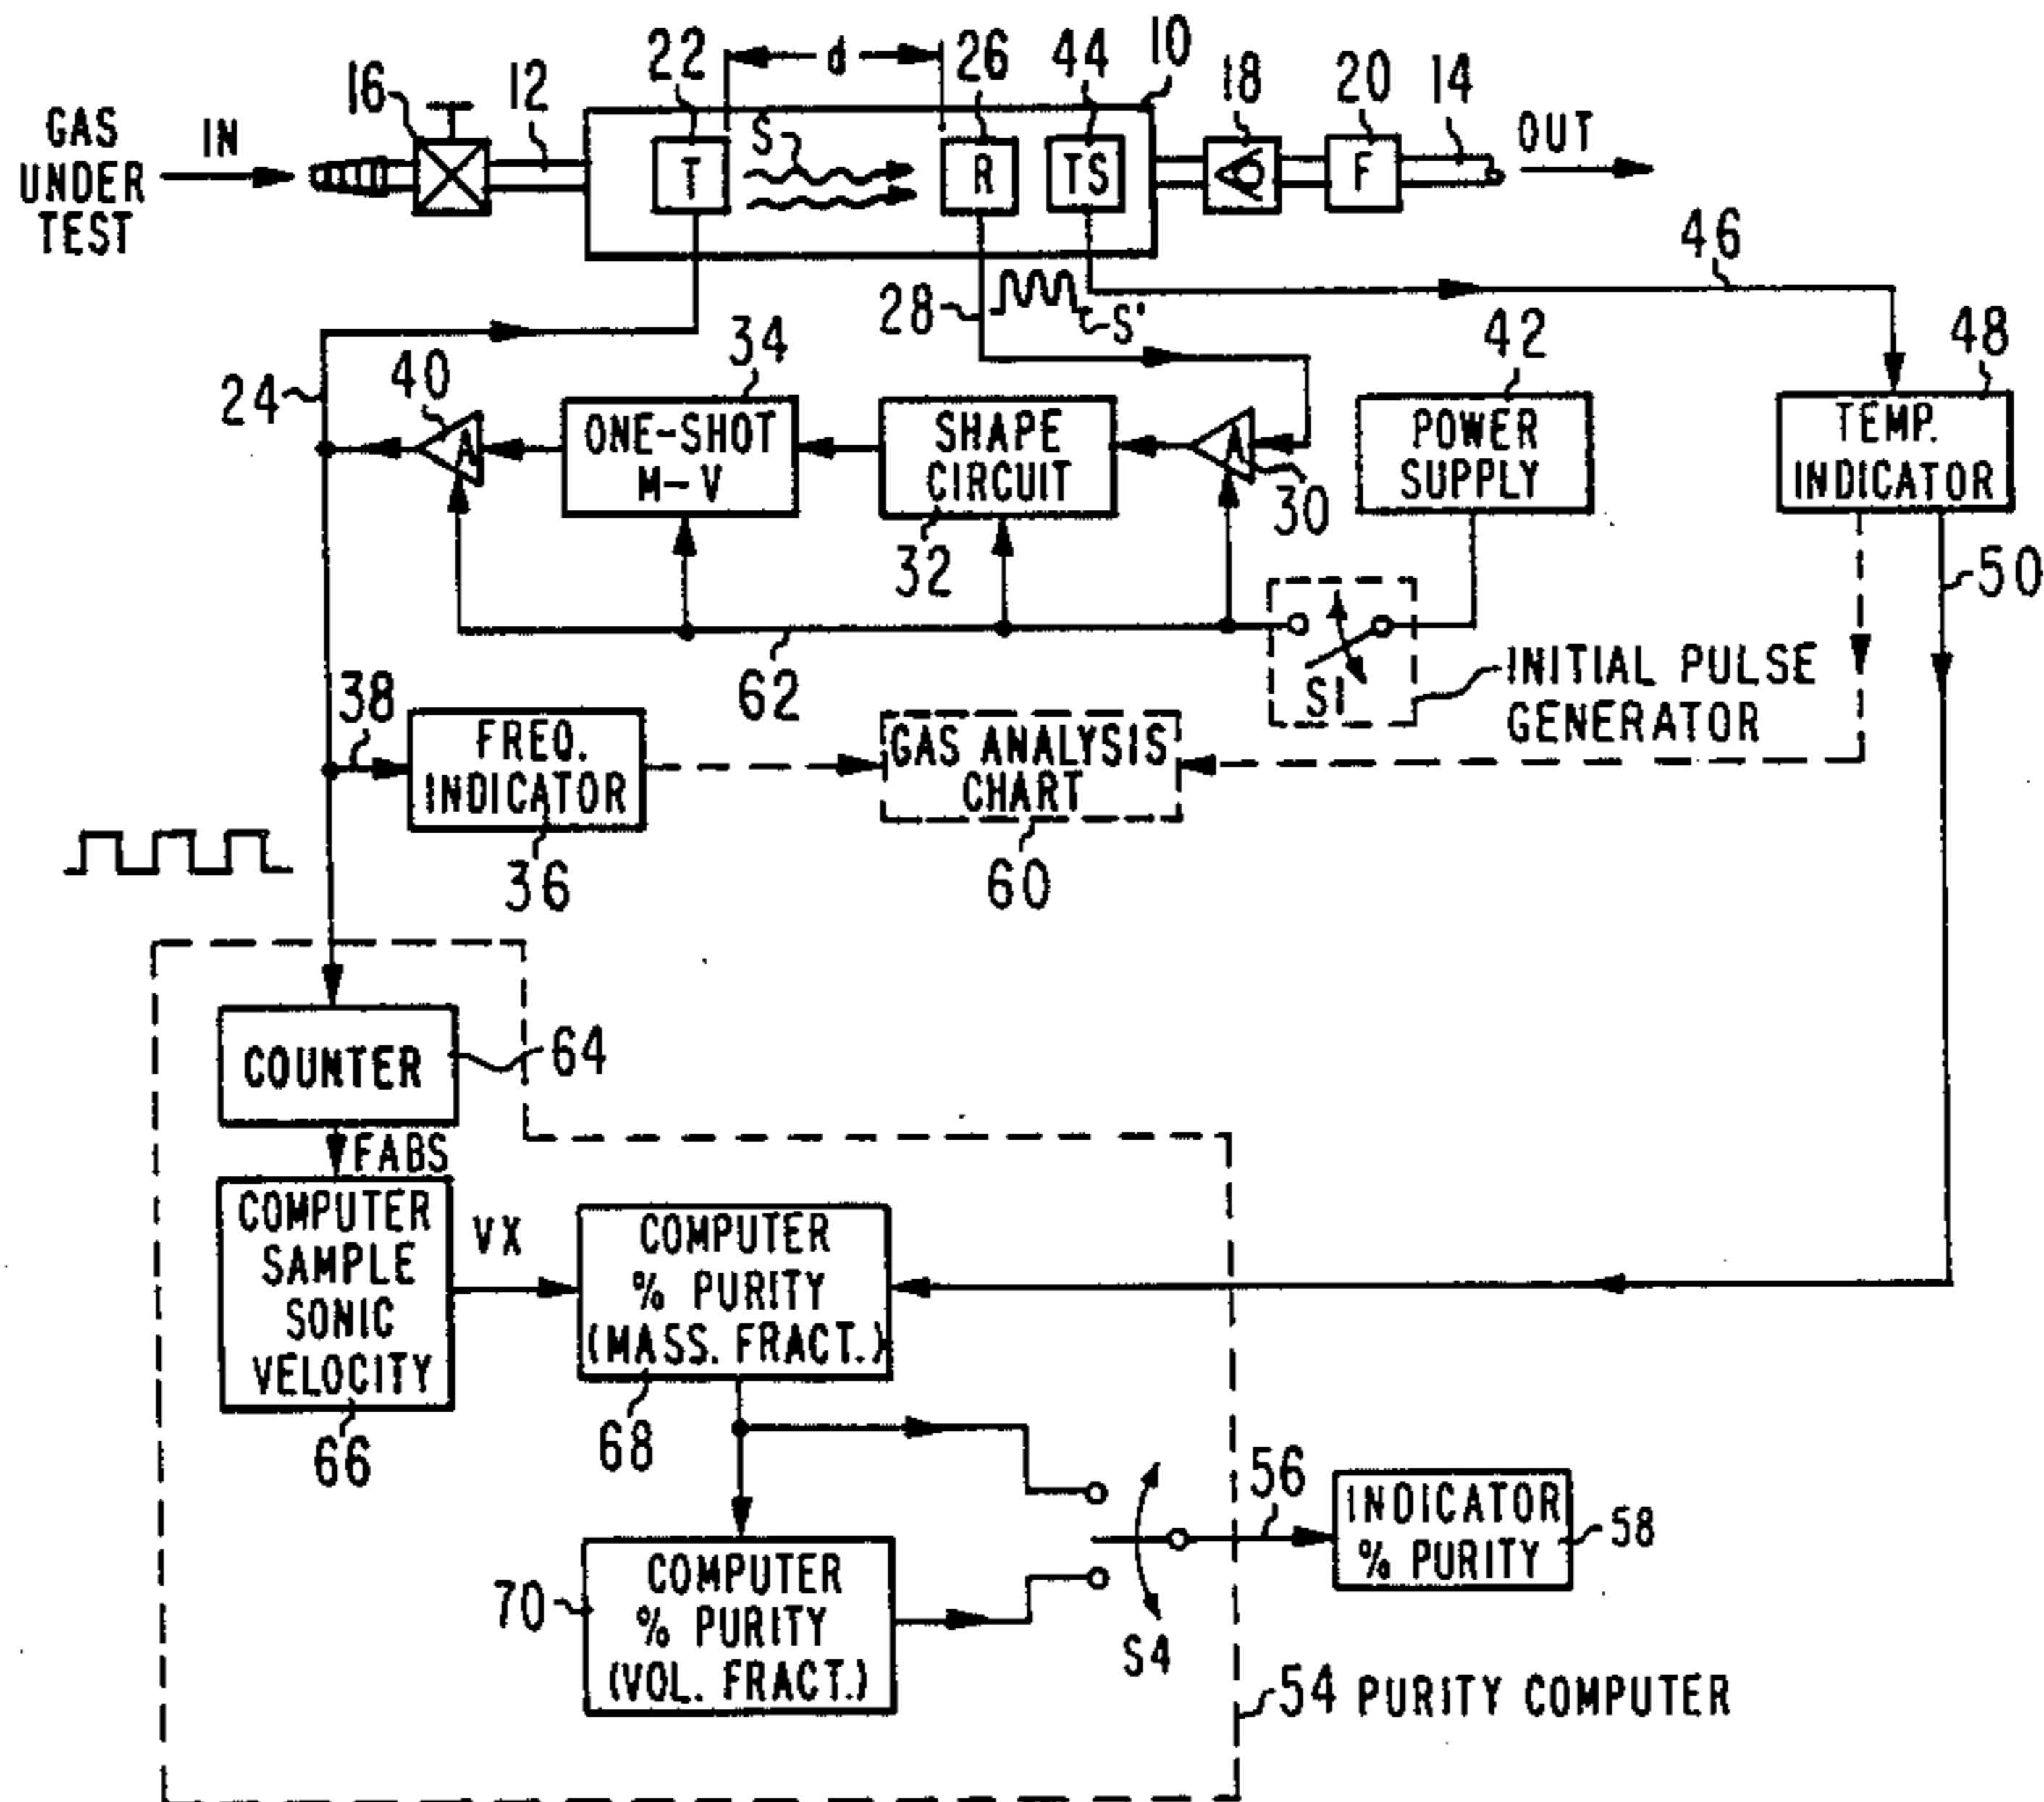 22
d
26
44
10
16
12
18
20
14
GAS
UNDER
TEST
IN
T
S
R
TS
F
OUT
46
28
S'
34
42
48
24
40
A
ONE-SHOT
M-V
SHAPE
CIRCUIT
A
POWER
SUPPLY
TEMP.
INDICATOR
32
30
50
62
S1
INITIAL PULSE
GENERATOR
38
FREQ.
INDICATOR
GAS ANALYSIS
CHART
36
60
COUNTER
64
FABS
COMPUTER
SAMPLE
SONIC
VELOCITY
VX
COMPUTER
% PURITY
(MASS. FRACT.)
66
68
56
INDICATOR
% PURITY
58
70
COMPUTER
% PURITY
(VOL. FRACT.)
S4
54 PURITY COMPUTER